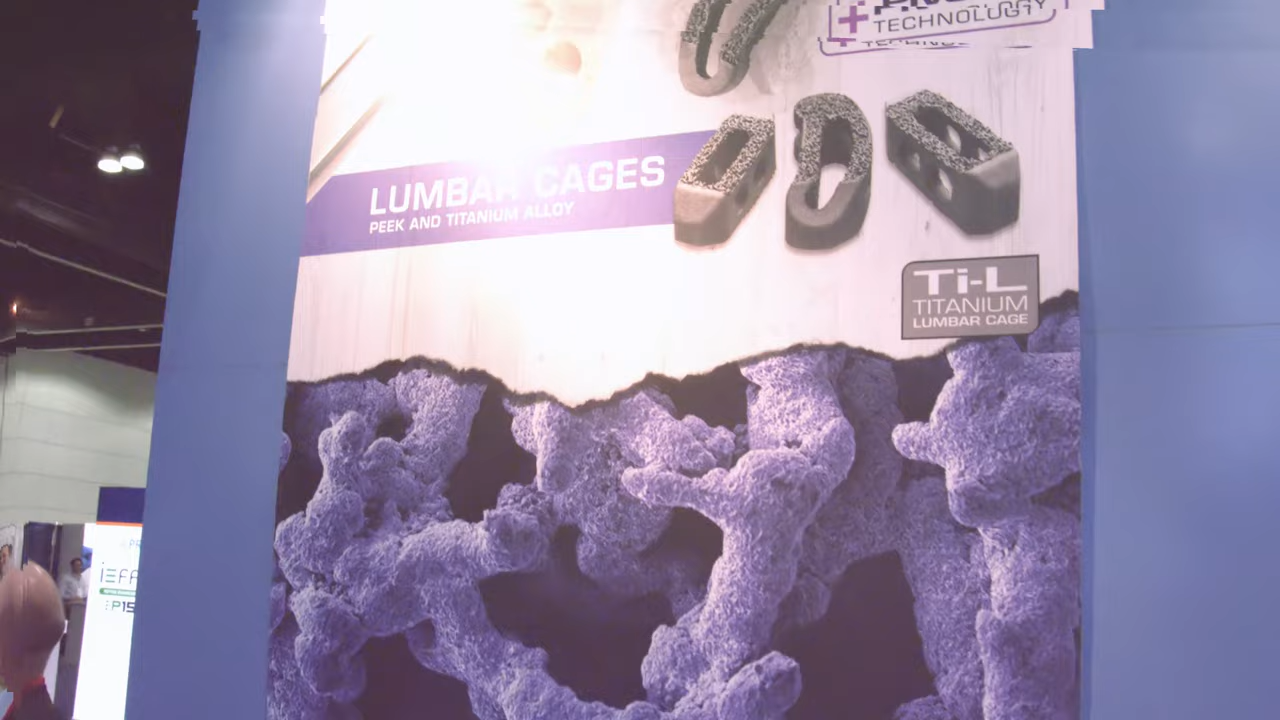 TECHNOLOGY
LUMBAR CAGES
PEEK AND TITANIUM ALLOY
Ti-L
TITANIUM
LUMBAR CAGE